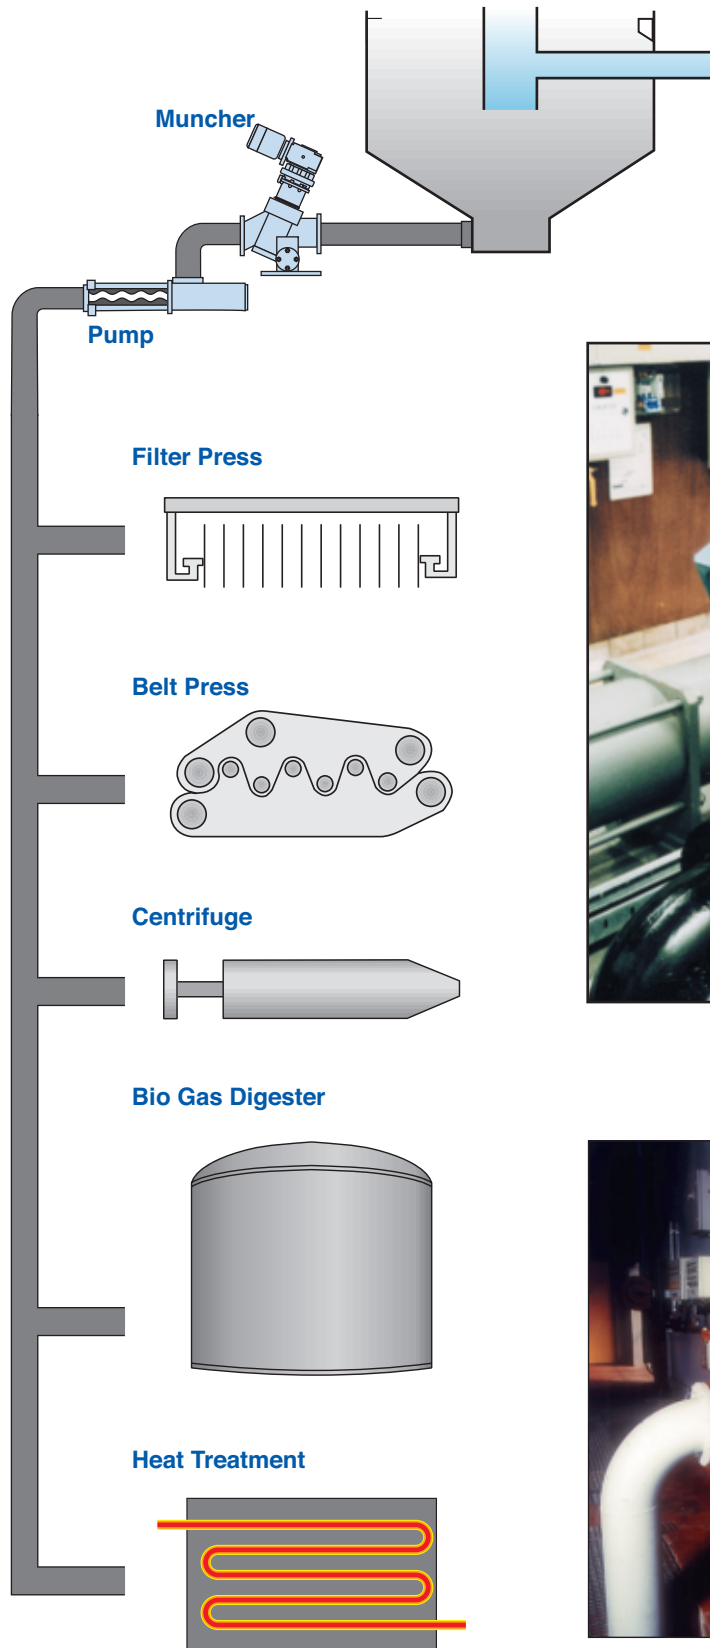 Muncher
Pump
Filter Press
Belt Press
Centrifuge
Bio Gas Digester
Heat Treatment